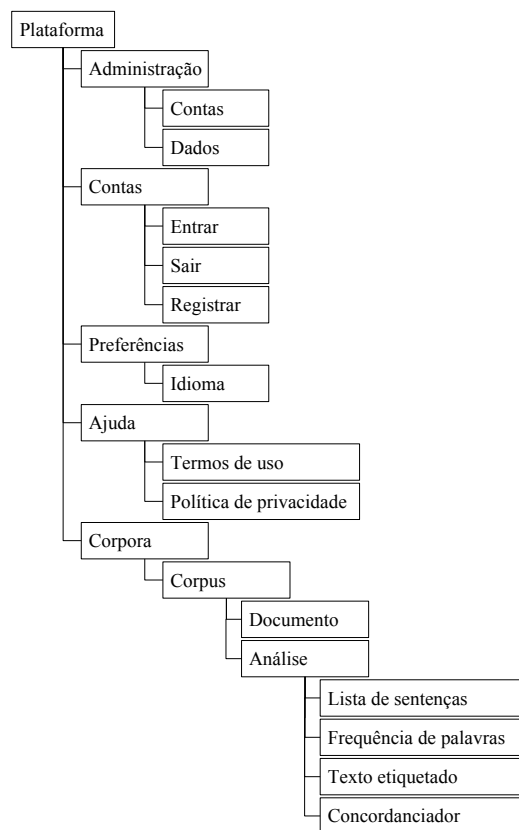 Plataforma
Administração
Contas
Dados
Contas
Entrar
Sair
Registrar
Preferências
Idioma
Ajuda
Termos de uso
Política de privacidade
Corpora
Corpus
Documento
Análise
Lista de sentenças
Frequência de palavras
Texto etiquetado
Concordanciador